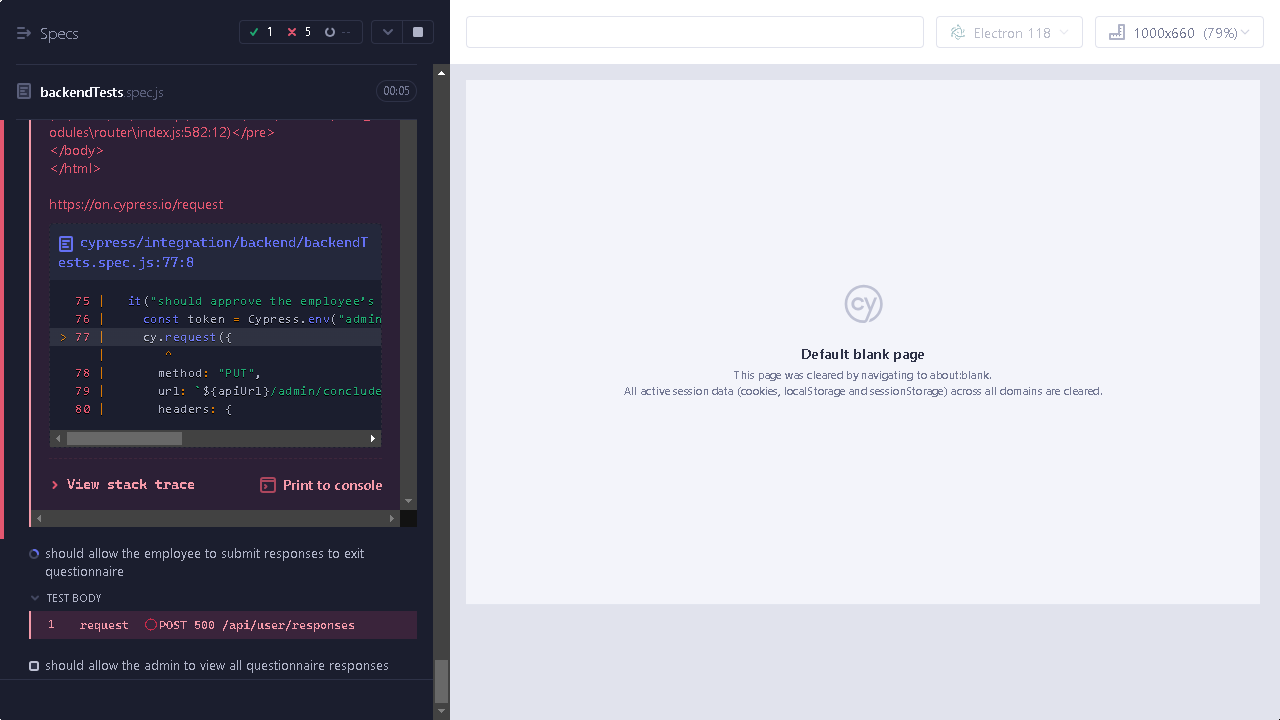 Specs
1
5
--
Electron 118
1000x660 (79%)
backendTests spec.js
00:05
odules\router\index.js:582:12)</pre>
</body>
</html>
https://on.cypress.io/request
cypress/integration/backend/backendT
ests.spec.js:77:8
75 | it("should approve the employee's
76 | const token = Cypress.env("admin
> 77 | cy.request({
| ^
78 | method: "PUT",
79 | url: `${apiUrl}/admin/conclude
80 | headers: {
View stack trace
Print to console
should allow the employee to submit responses to exit
questionnaire
TEST BODY
1 request POST 500 /api/user/responses
should allow the admin to view all questionnaire responses
cy
Default blank page
This page was cleared by navigating to about:blank.
All active session data (cookies, localStorage and sessionStorage) across all domains are cleared.